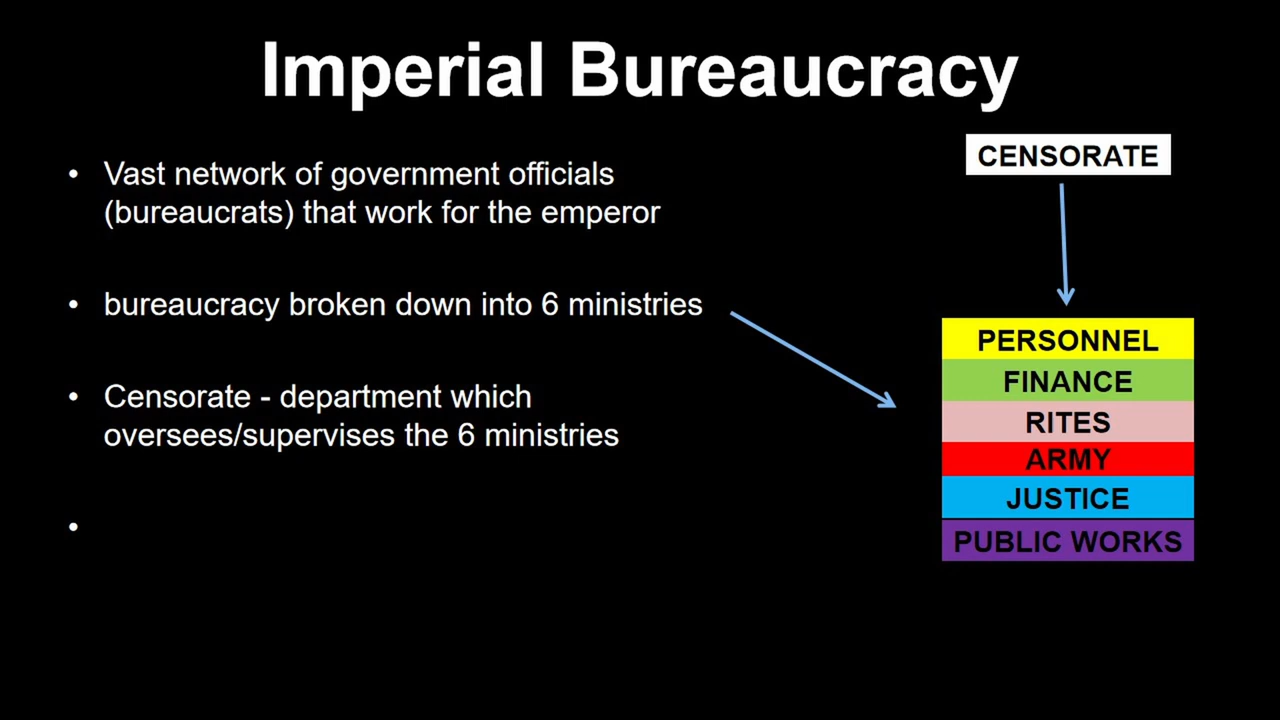 Imperial Bureaucracy
• Vast network of government officials
(bureaucrats) that work for the emperor
• bureaucracy broken down into 6 ministries
• Censorate - department which
oversees/supervises the 6 ministries
•
CENSORATE
PERSONNEL
FINANCE
RITES
ARMY
JUSTICE
PUBLIC WORKS